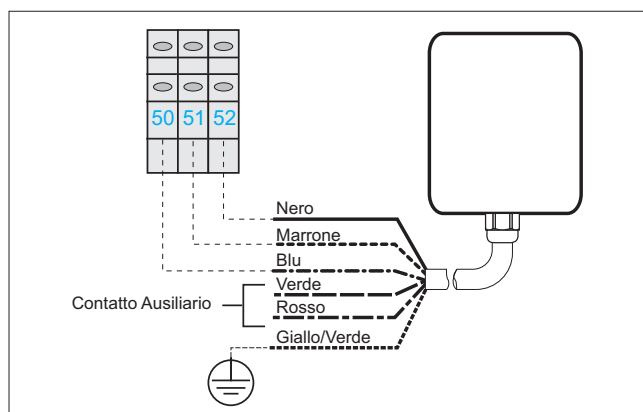 50 51 52
Nero
Marrone
Blu
Verde
Contatto Ausiliario
Rosso
Giallo/Verde